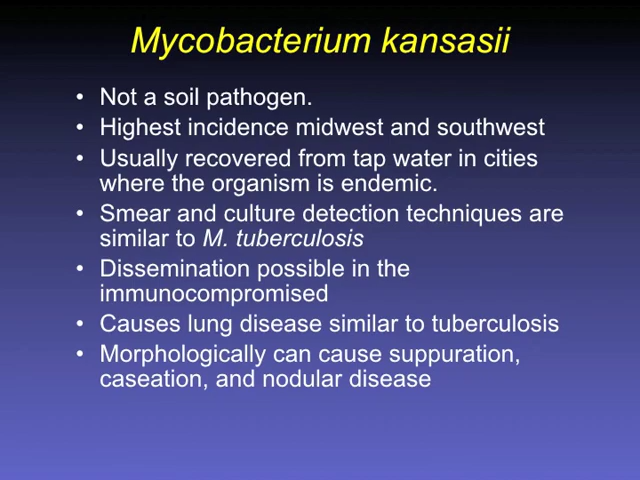 Mycobacterium kansasii
• Not a soil pathogen.
• Highest incidence midwest and southwest
• Usually recovered from tap water in cities
where the organism is endemic.
• Smear and culture detection techniques are
similar to M. tuberculosis
• Dissemination possible in the
immunocompromised
• Causes lung disease similar to tuberculosis
• Morphologically can cause suppuration,
caseation, and nodular disease